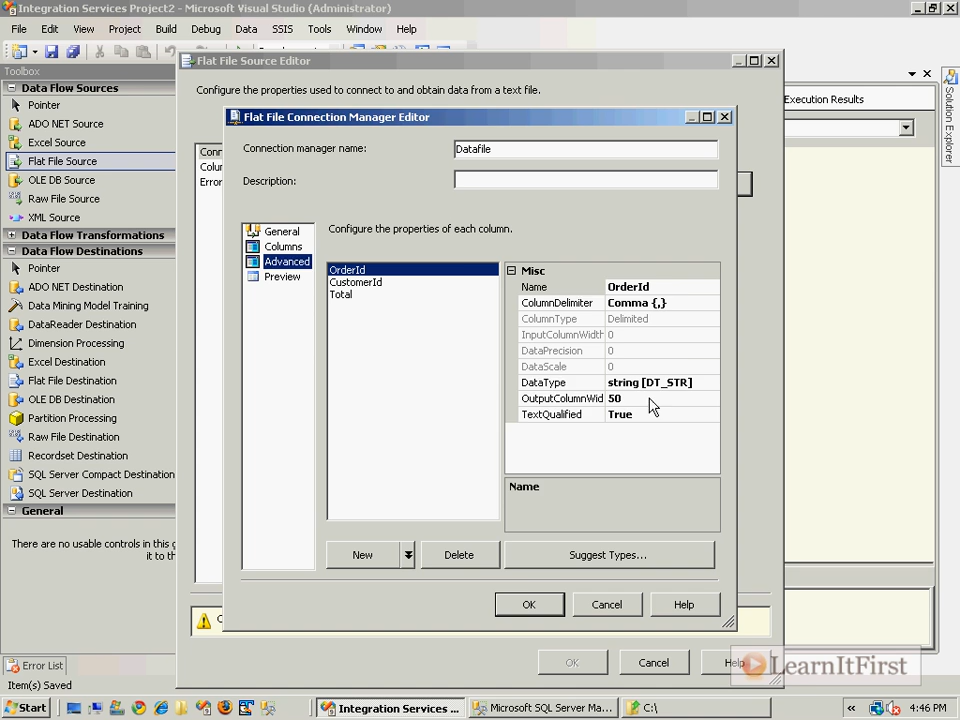 Integration Services Project2 - Microsoft Visual Studio (Administrator)
File Edit View Project Build Debug Data SSIS Tools Window Help
Toolbox
Data Flow Sources
Pointer
ADO NET Source
Excel Source
Flat File Source
OLE DB Source
Raw File Source
XML Source
Data Flow Transformations
Data Flow Destinations
Pointer
ADO NET Destination
Data Mining Model Training
DataReader Destination
Dimension Processing
Excel Destination
Flat File Destination
OLE DB Destination
Partition Processing
Raw File Destination
Recordset Destination
SQL Server Compact Destination
SQL Server Destination
General
There are no usable controls in this g
it to th
Flat File Source Editor
Configure the properties used to connect to and obtain data from a text file.
Conn
Colu
Error
Flat File Connection Manager Editor
Connection manager name: Datafile
Description:
General
Columns
Advanced
Preview
Configure the properties of each column.
OrderId
CustomerId
Total
Misc
Name OrderId
ColumnDelimiter Comma {,}
ColumnType Delimited
InputColumnWidth 0
DataPrecision 0
DataScale 0
DataType string [DT_STR]
OutputColumnWid 50
TextQualified True
Name
New Delete Suggest Types...
OK Cancel Help
OK Cancel Help
Execution Results
Solution Explorer
LearnItFirst
Error List
Item(s) Saved
Start Integration Services ... Microsoft SQL Server Ma... C:\ « 4:46 PM